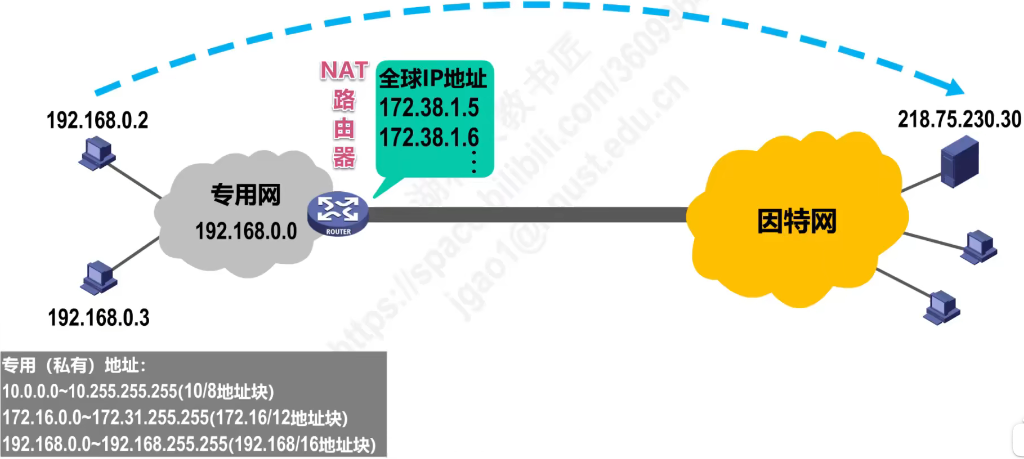 NAT
路
由
器
全球IP地址
172.38.1.5
172.38.1.6
⋮
192.168.0.2
218.75.230.30
专用网
192.168.0.0
ROUTER
因特网
192.168.0.3
专用（私有）地址：
10.0.0.0~10.255.255.255(10/8地址块)
172.16.0.0~172.31.255.255(172.16/12地址块)
192.168.0.0~192.168.255.255(192.168/16地址块)
教书匠